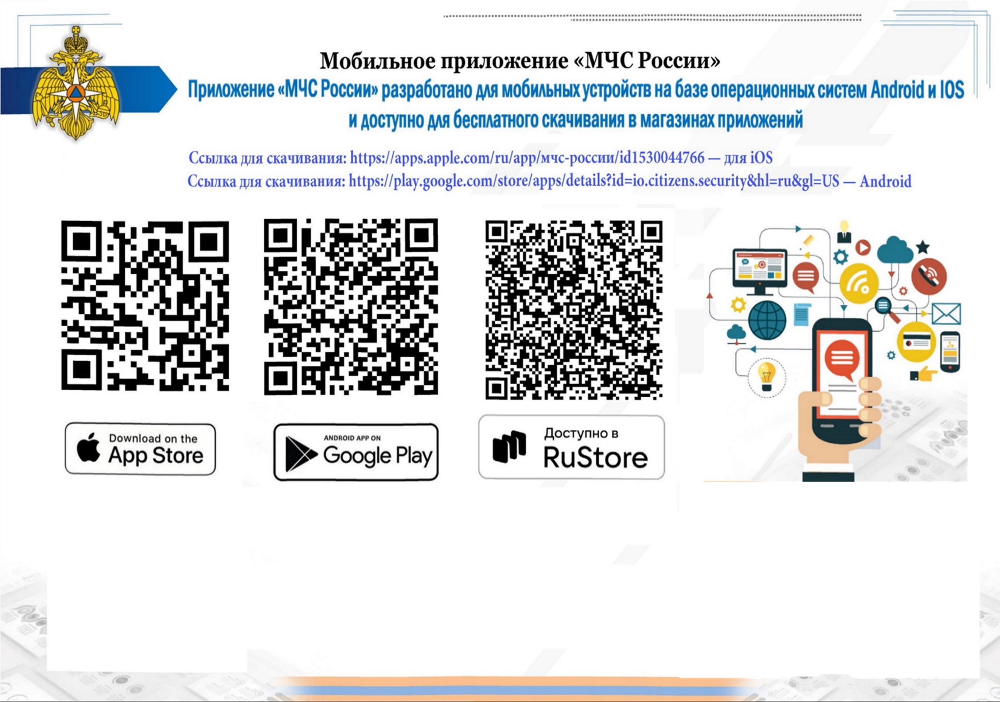 Мобильное приложение «МЧС России»
Приложение «МЧС России» разработано для мобильных устройств на базе операционных систем Android и IOS
и доступно для бесплатного скачивания в магазинах приложений
Ссылка для скачивания: https://apps.apple.com/ru/app/мчс-россии/id1530044766 — для iOS
Ссылка для скачивания: https://play.google.com/store/apps/details?id=io.citizens.security&hl=ru&gl=US — Android
Download on the
App Store
ANDROID APP ON
Google Play
Доступно в
RuStore